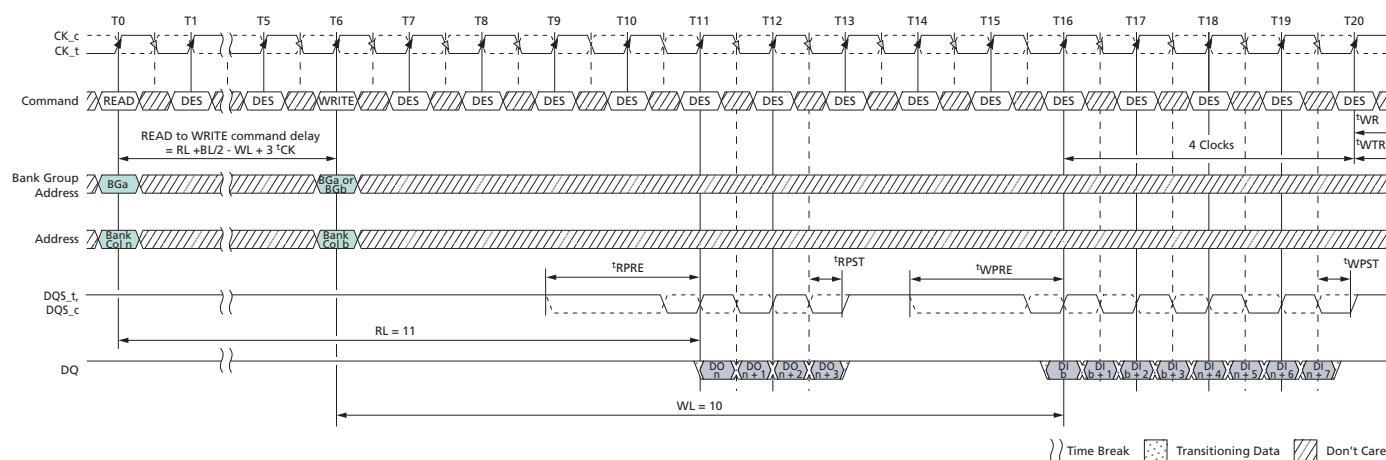 T0 T1 T5 T6 T7 T8 T9 T10 T11 T12 T13 T14 T15 T16 T17 T18 T19 T20
CK_c
CK_t
Command READ DES DES WRITE DES DES DES DES DES DES DES DES DES DES DES DES DES DES
READ to WRITE command delay
= RL +BL/2 - WL + 3 tCK
4 Clocks
tWR
tWTR
Bank Group
Address
BGa
BGa or
BGb
Address
Bank
Col n
Bank
Col b
tRPRE
tRPST
tWPRE
tWPST
DQS_t,
DQS_c
RL = 11
DQ
DO
n
DO
n + 1
DO
n + 2
DO
n + 3
DI
b
DI
b + 1
DI
b + 2
DI
b + 3
DI
n + 4
DI
n + 5
DI
n + 6
DI
n + 7
WL = 10
Time Break Transitioning Data Don't Care